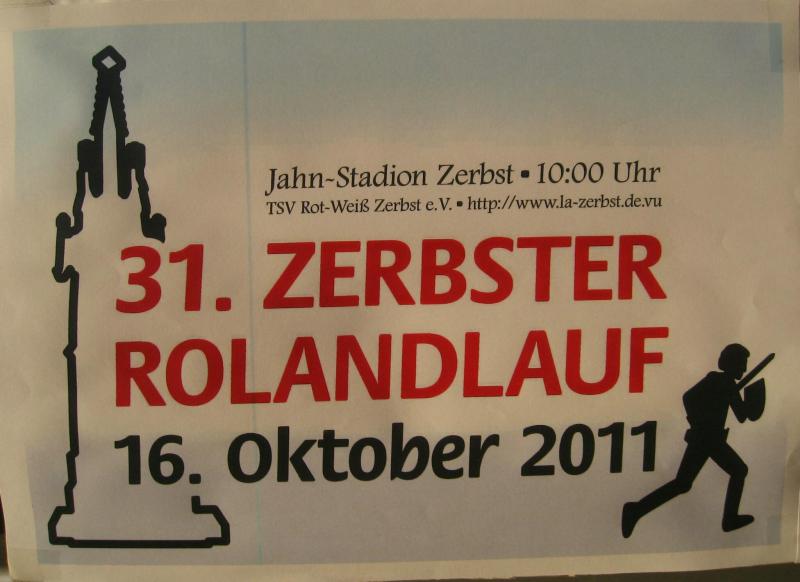 Jahn-Stadion Zerbst ▪ 10:00 Uhr
TSV Rot-Weiß Zerbst e.V. ▪ http://www.la-zerbst.de.vu
31. ZERBSTER
ROLANDLAUF
16. Oktober 2011